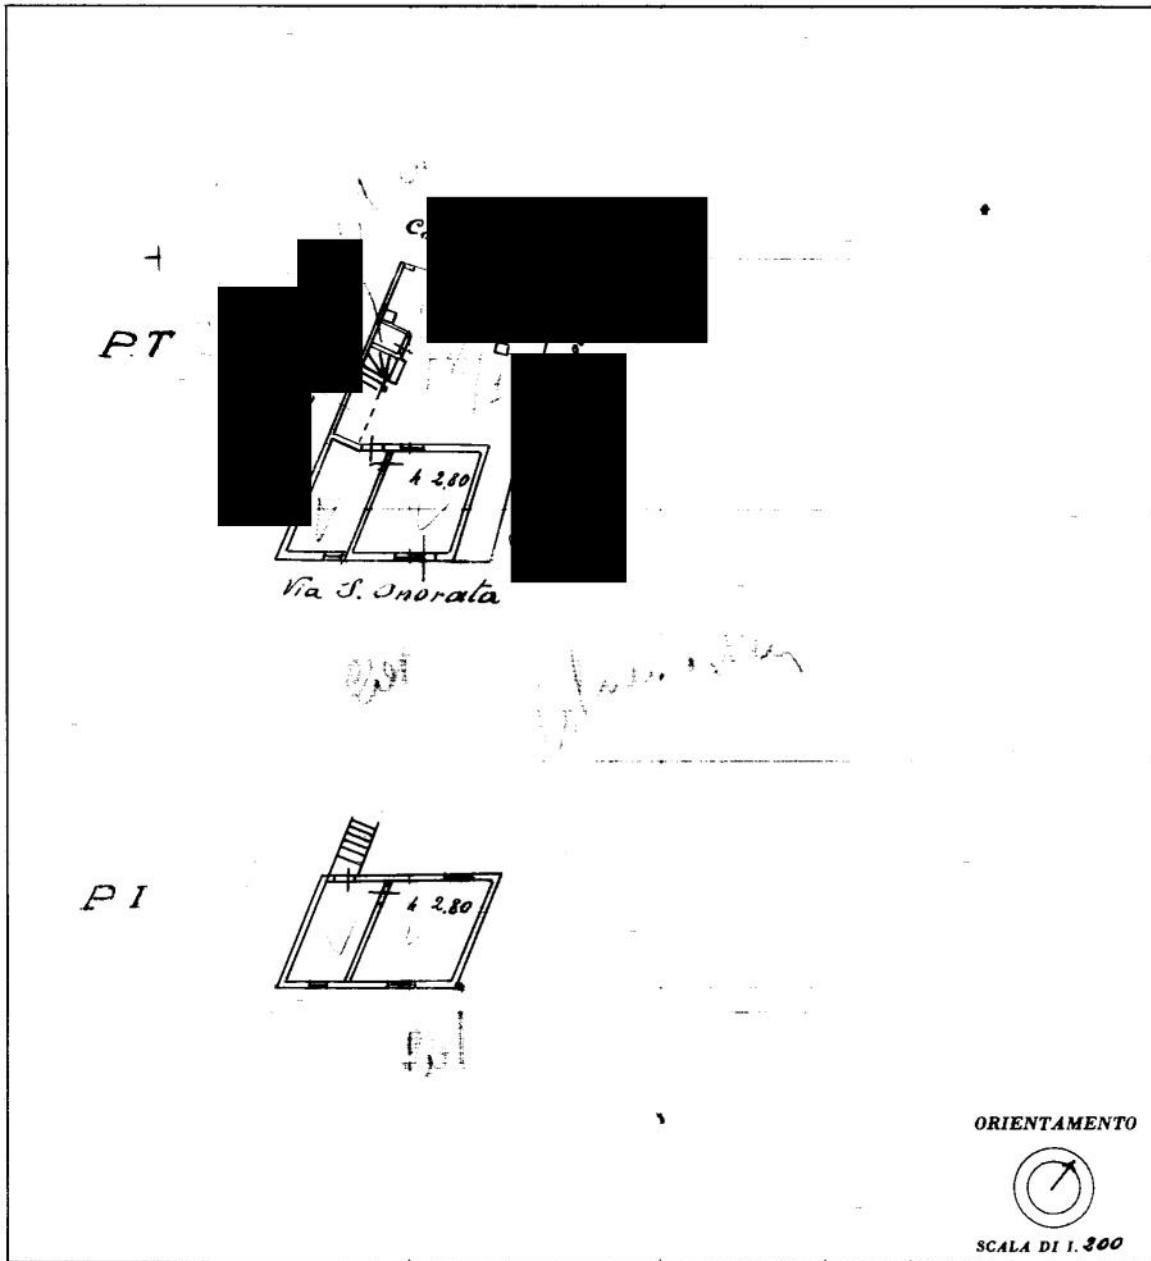 P.T
h 2,80
Via S. Onorata
P I
h 2,80
ORIENTAMENTO
SCALA DI 1. 200